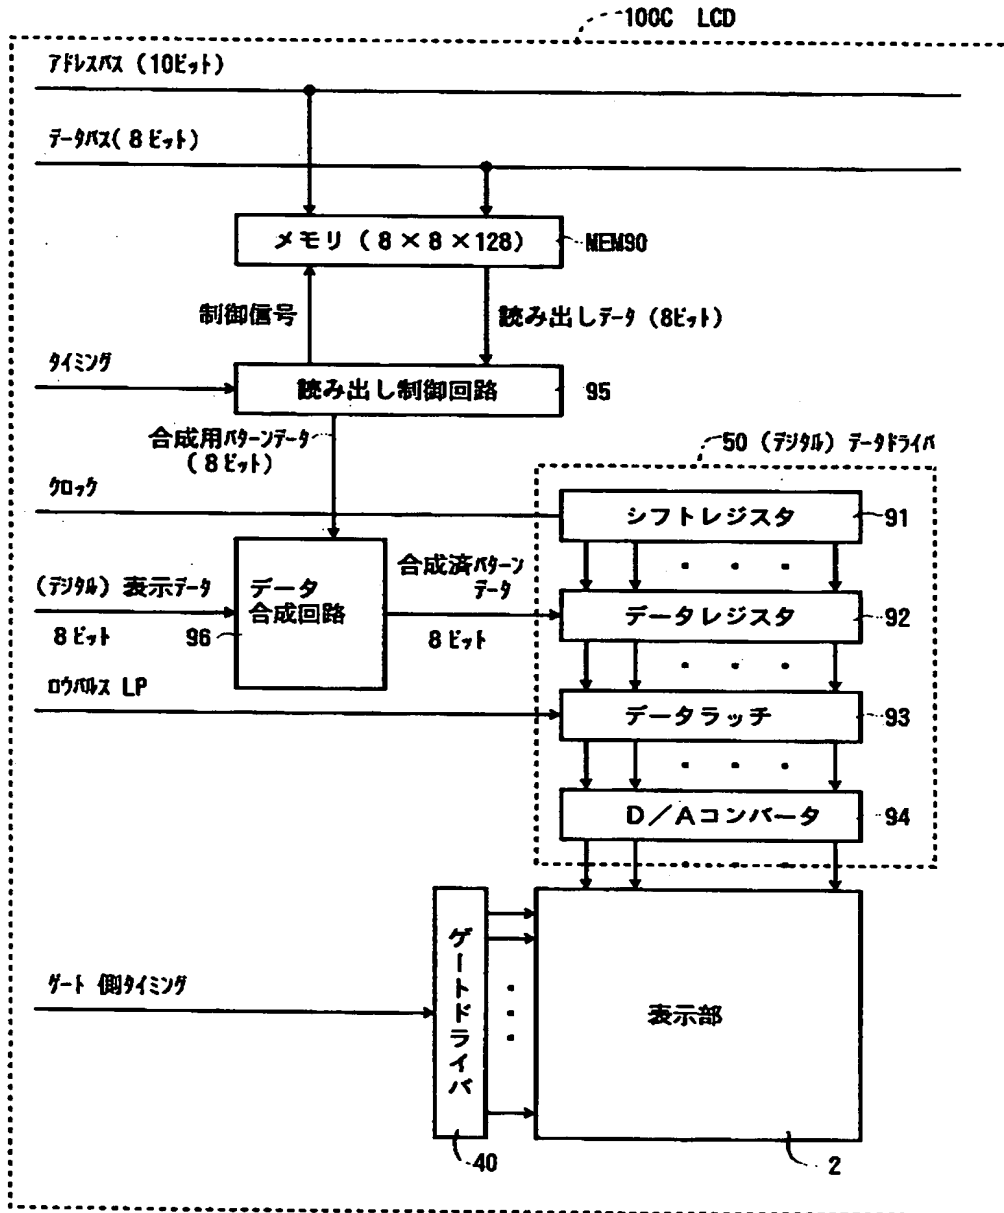 100C LCD
アドレスバス (10ビット)
データバス(8ビット)
メモリ(8×8×128)
MEM90
制御信号
読み出しデータ(8ビット)
タイミング
読み出し制御回路
95
合成用パターンデータ
(8ビット)
50 (デジタル) データドライバ
クロック
シフトレジスタ
91
(デジタル) 表示データ
8ビット
データ
合成回路
96
合成済パターン
データ
8ビット
データレジスタ
92
ロウパルス LP
データラッチ
93
D/Aコンバータ
94
ゲート側タイミング
ゲートドライバ
40
表示部
2